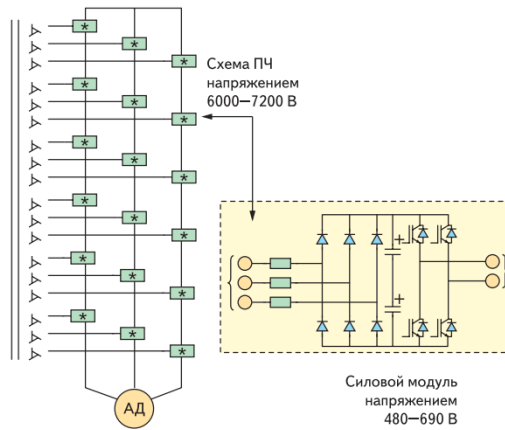 Схема ПЧ
напряжением
6000—7200 В
Силовой модуль
напряжением
480—690 В
АД